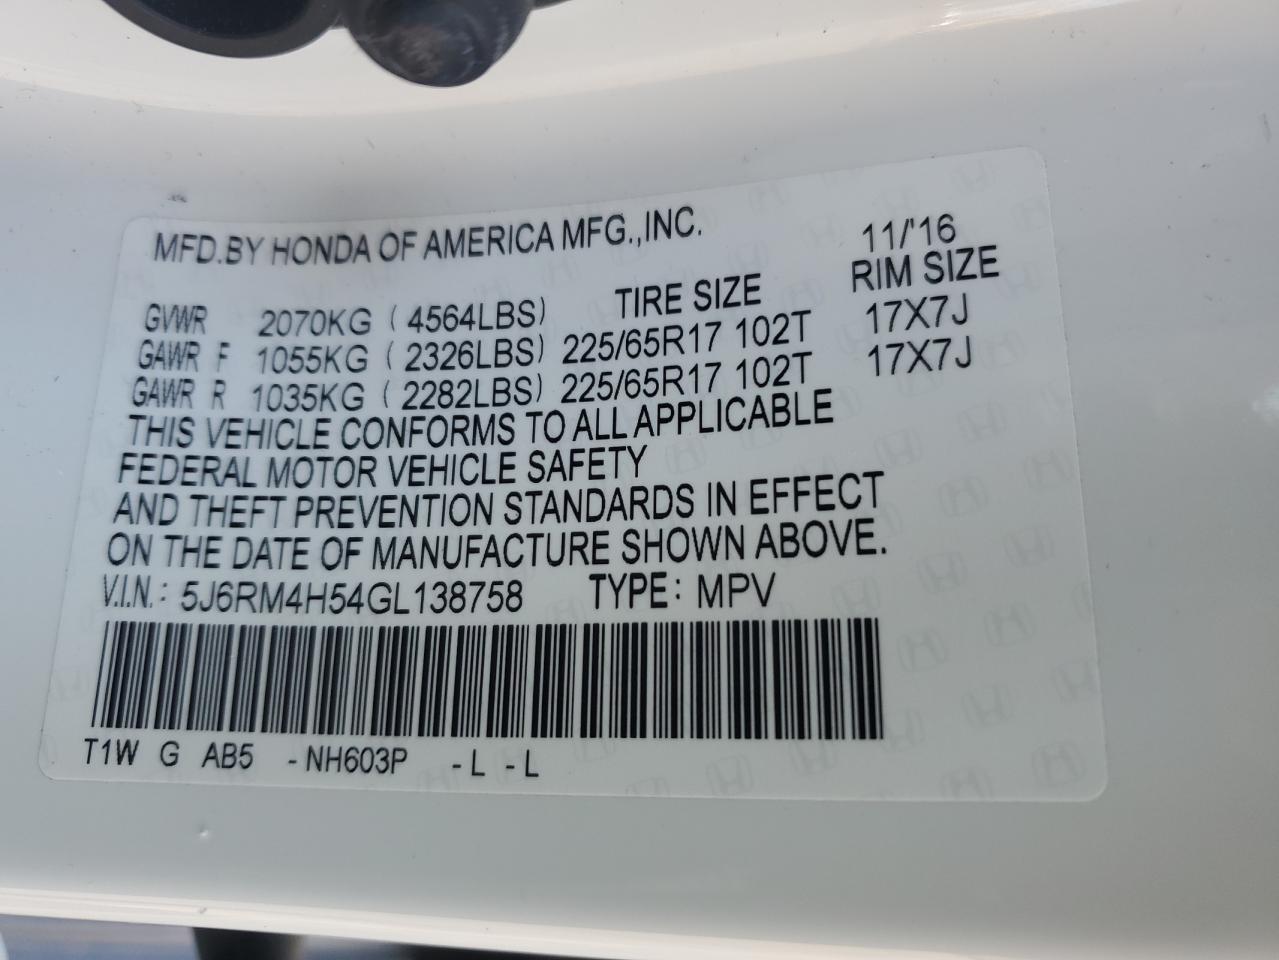 MFD.BY HONDA OF AMERICA MFG.,INC. 11/'16
TIRE SIZE RIM SIZE
GVWR 2070KG (4564LBS)
GAWR F 1055KG (2326LBS) 225/65R17 102T 17X7J
GAWR R 1035KG (2282LBS) 225/65R17 102T 17X7J
THIS VEHICLE CONFORMS TO ALL APPLICABLE
FEDERAL MOTOR VEHICLE SAFETY
AND THEFT PREVENTION STANDARDS IN EFFECT
ON THE DATE OF MANUFACTURE SHOWN ABOVE.
V.I.N.: 5J6RM4H54GL138758 TYPE: MPV
T1W G AB5 -NH603P -L -L